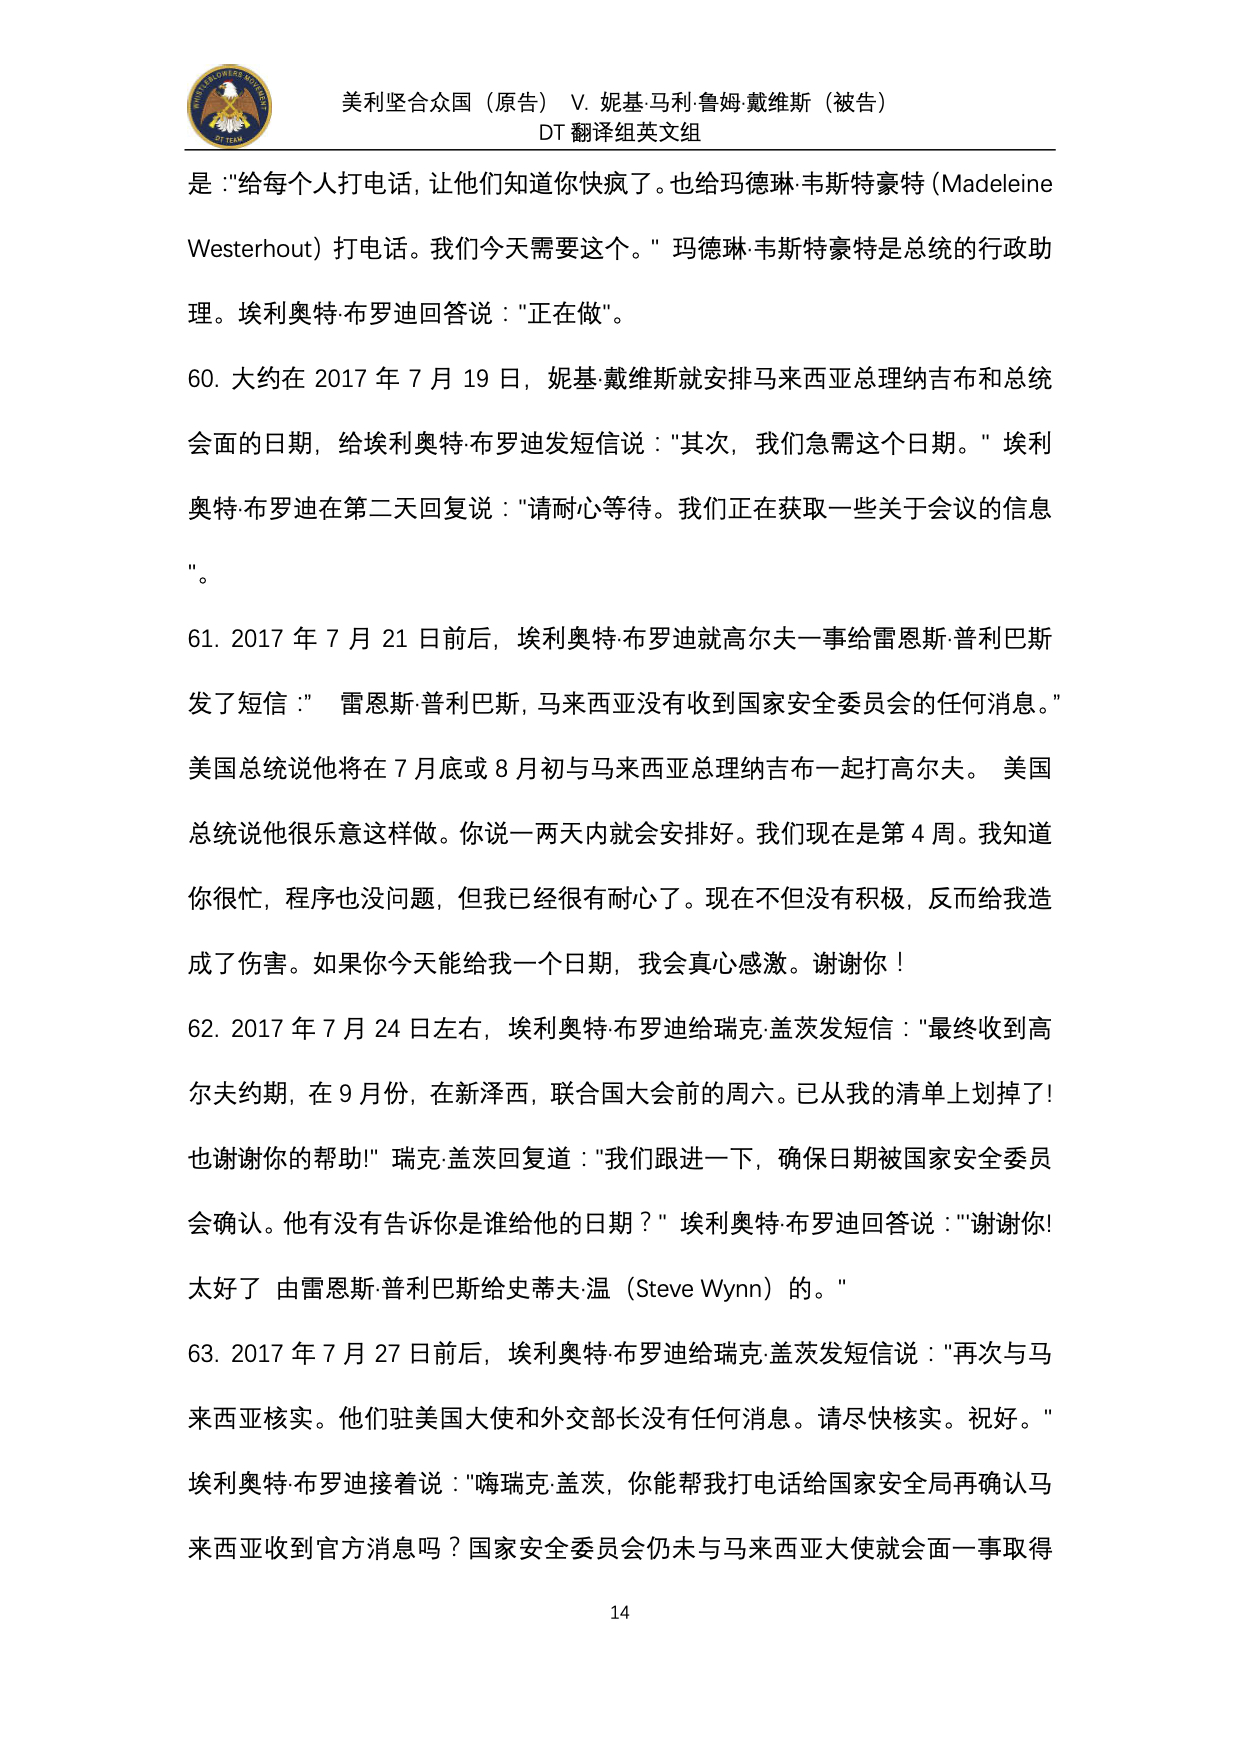 WHISTLEBLOWERS MOVEMENT
DT TEAM
美利坚合众国（原告） V. 妮基·马利·鲁姆·戴维斯（被告）
DT 翻译组英文组
是："给每个人打电话，让他们知道你快疯了。也给玛德琳·韦斯特豪特（Madeleine
Westerhout）打电话。我们今天需要这个。" 玛德琳·韦斯特豪特是总统的行政助
理。埃利奥特·布罗迪回答说："正在做"。
60. 大约在 2017 年 7 月 19 日，妮基·戴维斯就安排马来西亚总理纳吉布和总统
会面的日期，给埃利奥特·布罗迪发短信说："其次，我们急需这个日期。" 埃利
奥特·布罗迪在第二天回复说："请耐心等待。我们正在获取一些关于会议的信息
"。
61. 2017 年 7 月 21 日前后，埃利奥特·布罗迪就高尔夫一事给雷恩斯·普利巴斯
发了短信：” 雷恩斯·普利巴斯，马来西亚没有收到国家安全委员会的任何消息。”
美国总统说他将在 7 月底或 8 月初与马来西亚总理纳吉布一起打高尔夫。 美国
总统说他很乐意这样做。你说一两天内就会安排好。我们现在是第 4 周。我知道
你很忙，程序也没问题，但我已经很有耐心了。现在不但没有积极，反而给我造
成了伤害。如果你今天能给我一个日期，我会真心感激。谢谢你！
62. 2017 年 7 月 24 日左右，埃利奥特·布罗迪给瑞克·盖茨发短信："最终收到高
尔夫约期，在 9 月份，在新泽西，联合国大会前的周六。已从我的清单上划掉了!
也谢谢你的帮助!" 瑞克·盖茨回复道："我们跟进一下，确保日期被国家安全委员
会确认。他有没有告诉你是谁给他的日期？" 埃利奥特·布罗迪回答说："'谢谢你!
太好了 由雷恩斯·普利巴斯给史蒂夫·温（Steve Wynn）的。"
63. 2017 年 7 月 27 日前后，埃利奥特·布罗迪给瑞克·盖茨发短信说："再次与马
来西亚核实。他们驻美国大使和外交部长没有任何消息。请尽快核实。祝好。"
埃利奥特·布罗迪接着说："嗨瑞克·盖茨，你能帮我打电话给国家安全局再确认马
来西亚收到官方消息吗？国家安全委员会仍未与马来西亚大使就会面一事取得
14